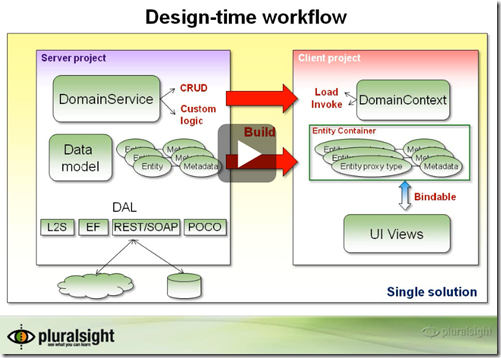 Design-time workflow
Server project
Client project
DomainService
CRUD
Custom
logic
Load
Invoke
DomainContext
Build
Entity Container
Data
model
Entity
Metadata
Entity proxy type
Metadata
Bindable
DAL
L2S
EF
REST/SOAP
POCO
UI Views
Single solution
pluralsight
see what you can learn
pluralsight